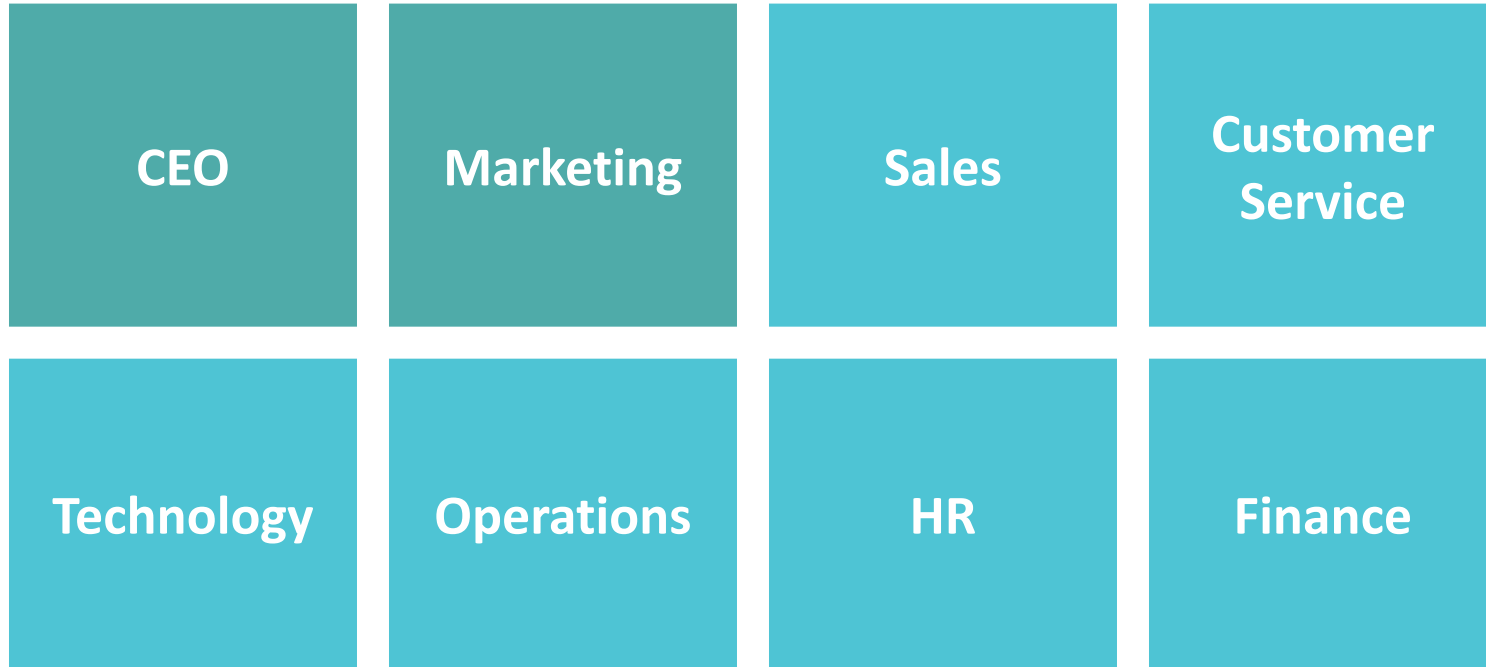 CEO
Marketing
Sales
Customer
Service
Technology
Operations
HR
Finance